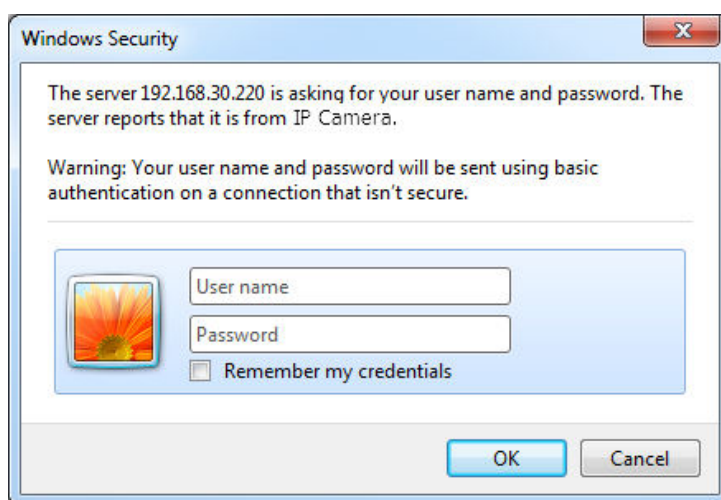 Windows Security
The server 192.168.30.220 is asking for your user name and password. The
server reports that it is from IP Camera.
Warning: Your user name and password will be sent using basic
authentication on a connection that isn't secure.
User name
Password
Remember my credentials
OK Cancel